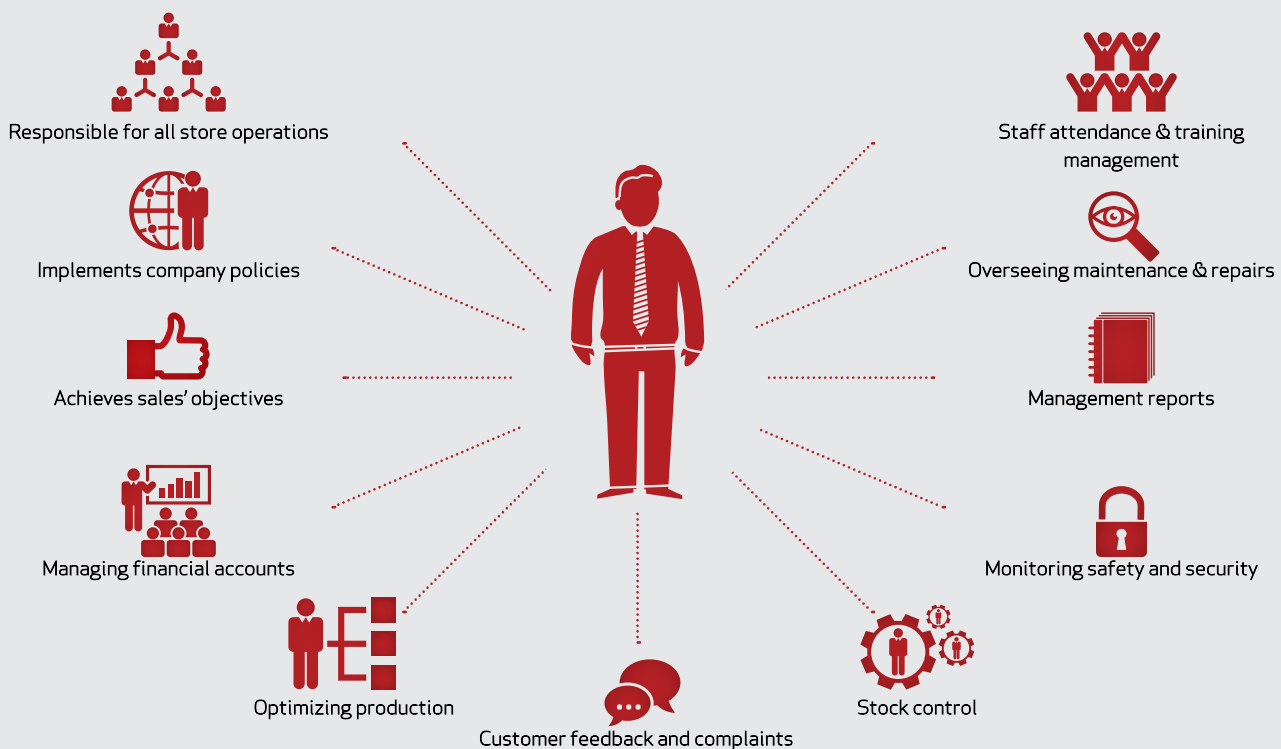 Responsible for all store operations
Implements company policies
Achieves sales' objectives
Managing financial accounts
Optimizing production
Customer feedback and complaints
Stock control
Monitoring safety and security
Management reports
Overseeing maintenance & repairs
Staff attendance & training
management